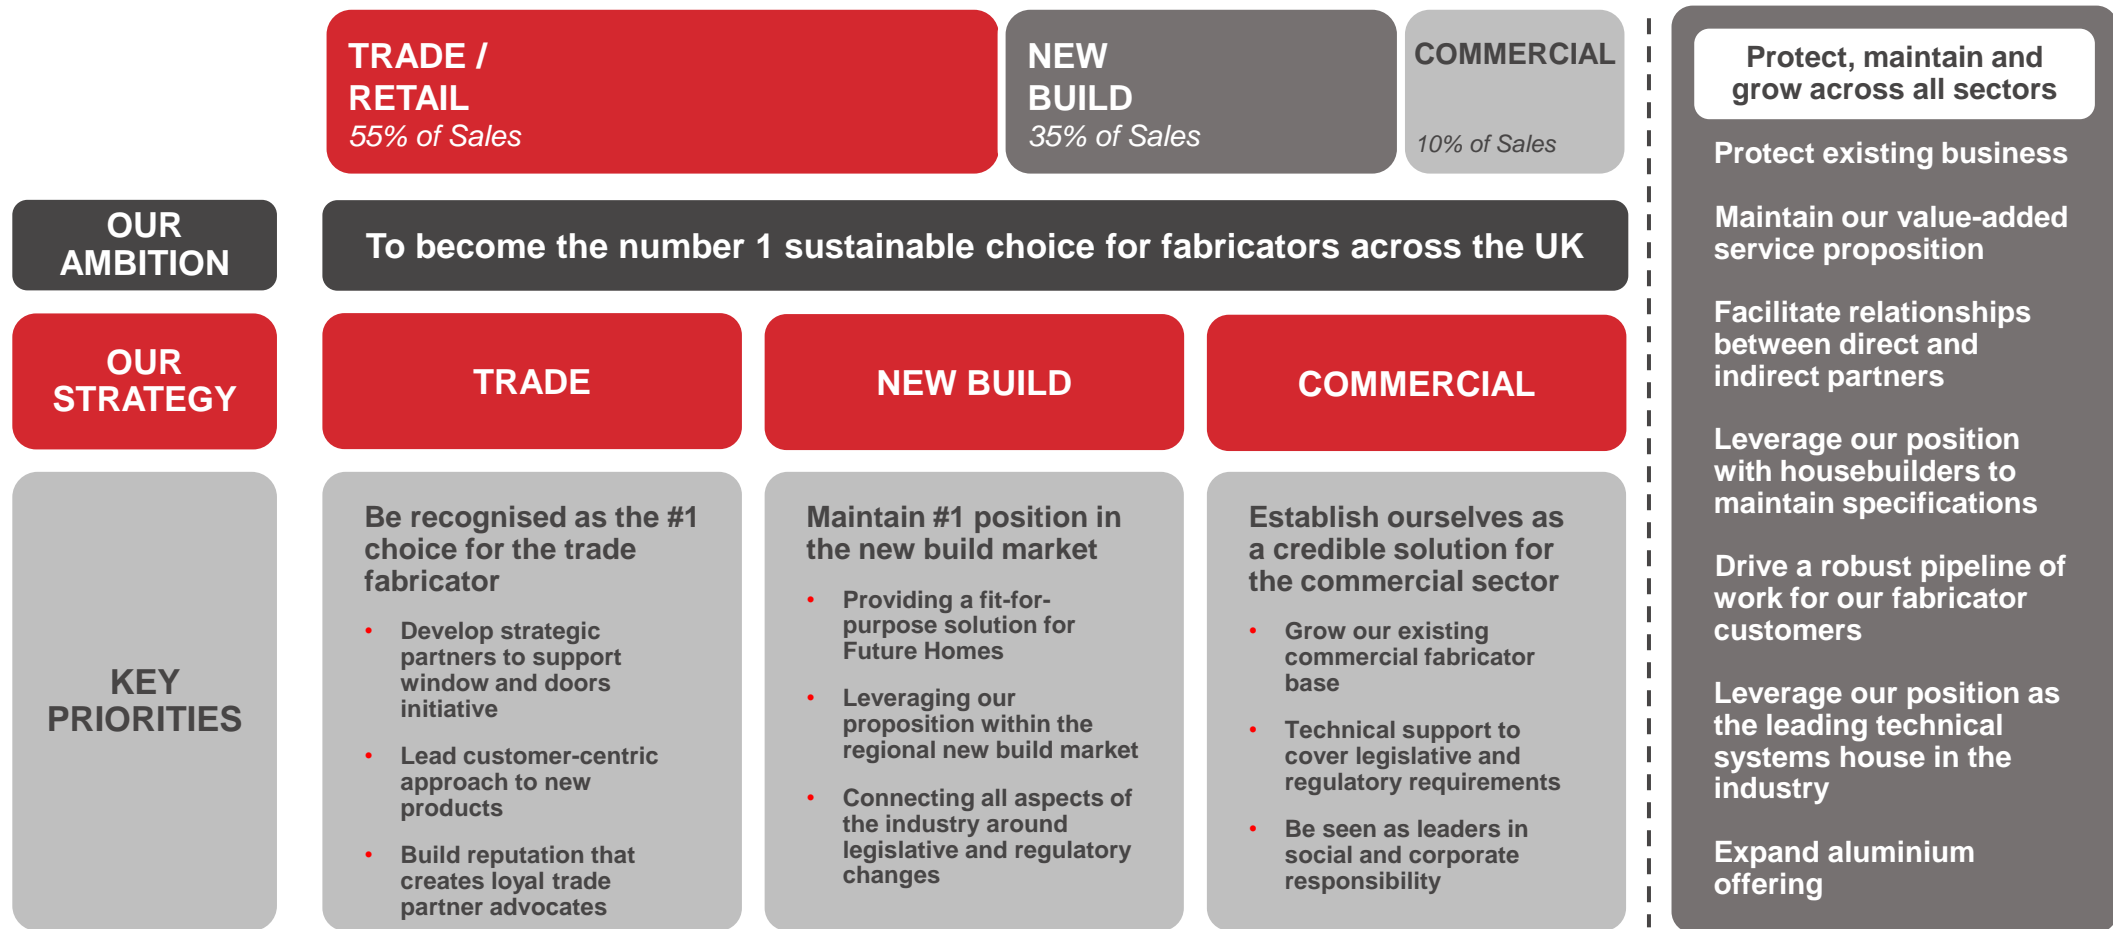 TRADE /
RETAIL
55% of Sales
NEW
BUILD
35% of Sales
COMMERCIAL
10% of Sales
OUR
AMBITION
To become the number 1 sustainable choice for fabricators across the UK
OUR
STRATEGY
TRADE
NEW BUILD
COMMERCIAL
KEY
PRIORITIES
Be recognised as the #1
choice for the trade
fabricator
• Develop strategic
partners to support
window and doors
initiative
• Lead customer-centric
approach to new
products
• Build reputation that
creates loyal trade
partner advocates
Maintain #1 position in
the new build market
• Providing a fit-for-
purpose solution for
Future Homes
• Leveraging our
proposition within the
regional new build market
• Connecting all aspects of
the industry around
legislative and regulatory
changes
Establish ourselves as
a credible solution for
the commercial sector
• Grow our existing
commercial fabricator
base
• Technical support to
cover legislative and
regulatory requirements
• Be seen as leaders in
social and corporate
responsibility
Protect, maintain and
grow across all sectors
Protect existing business
Maintain our value-added
service proposition
Facilitate relationships
between direct and
indirect partners
Leverage our position
with housebuilders to
maintain specifications
Drive a robust pipeline of
work for our fabricator
customers
Leverage our position as
the leading technical
systems house in the
industry
Expand aluminium
offering